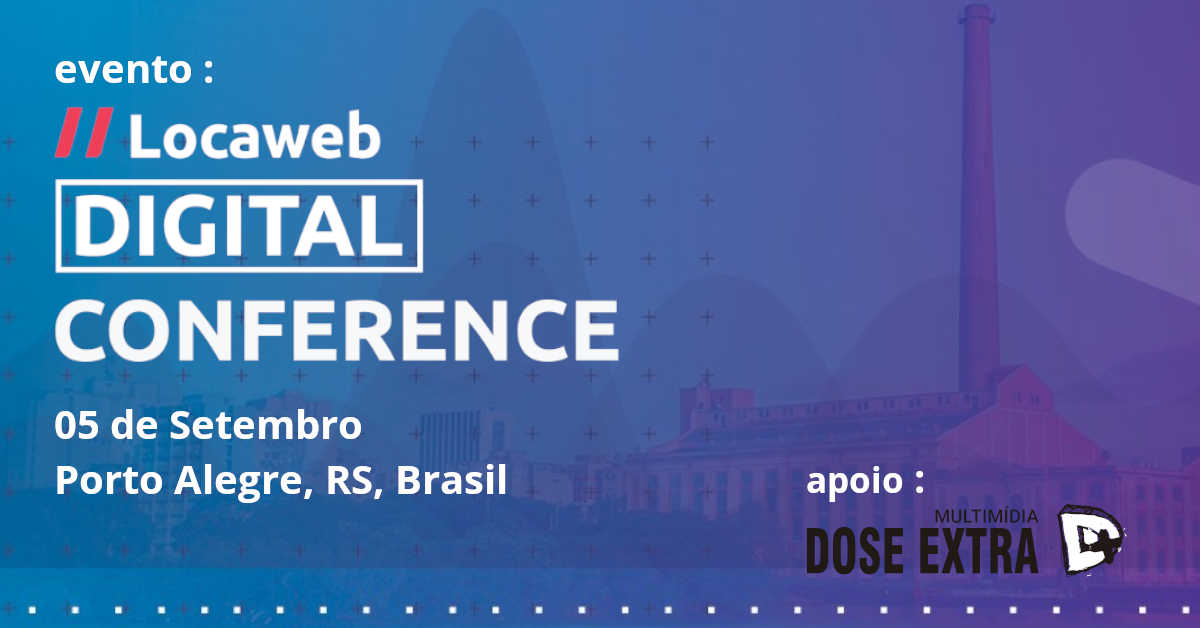 evento :
Locaweb
DIGITAL
CONFERENCE
05 de Setembro
Porto Alegre, RS, Brasil
apoio :
MULTIMÍDIA
DOSE EXTRA
D+